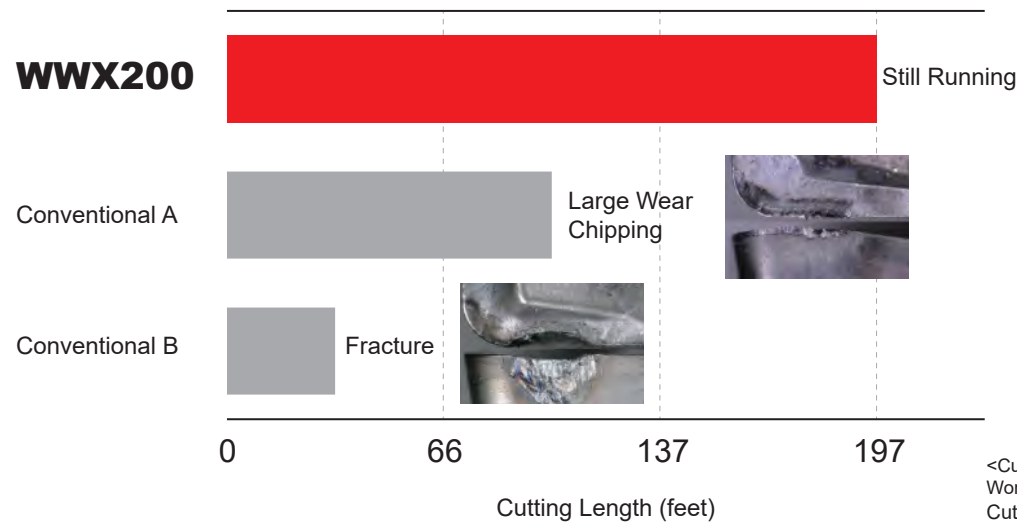 WWX200
Still Running
Conventional A
Large Wear
Chipping
Conventional B
Fracture
0 66 137 197
Cutting Length (feet)